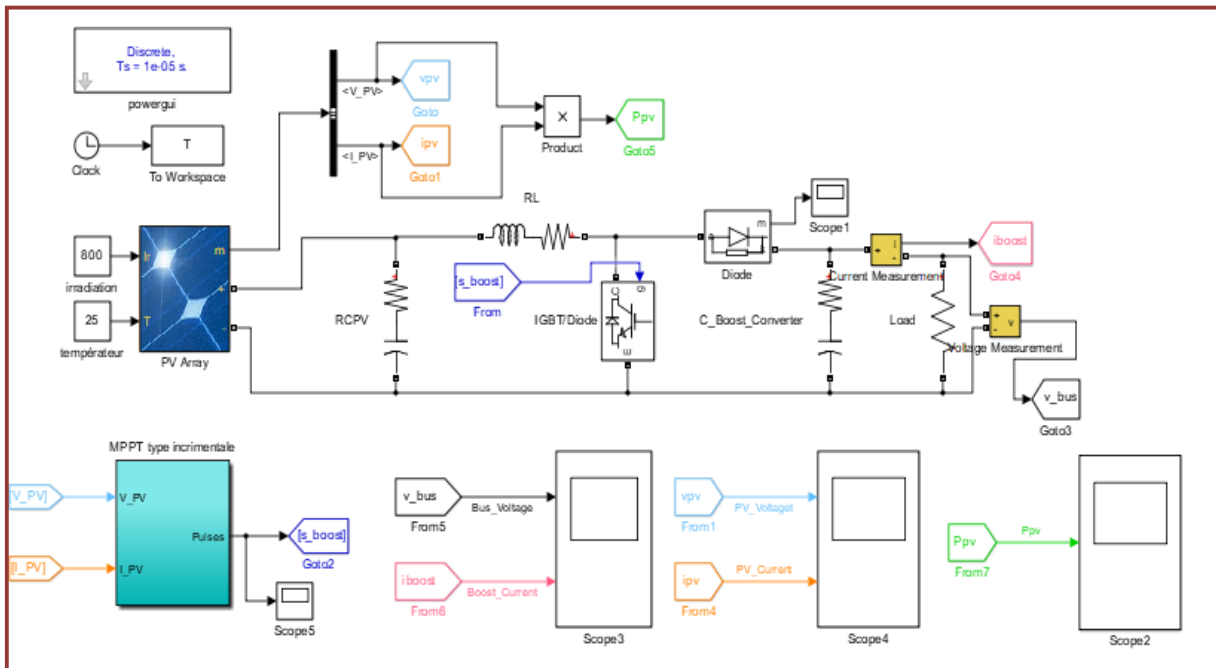 Discrete,
Ts = 1e-05 s.
powergui
Clock
T
To Workspace
<V_PV>
vpv
Goto
<I_PV>
ipv
Goto1
X
Product
Ppv
Goto5
800
irradiation
25
températeur
Ir
T
m
+
-
PV Array
RCPV
RL
[s_boost]
From
g
C
E
IGBT/Diode
a
m
k
Diode
Scope1
C_Boost_Converter
+
i
-
Current Measurement
iboost
Goto4
Load
+
-
v
Voltage Measurement
v_bus
Goto3
MPPT type incrimentale
[V_PV]
V_PV
[I_PV]
I_PV
Pulses
[s_boost]
Goto2
Scope5
v_bus
From5
Bus_Voltage
iboost
From6
Boost_Current
Scope3
vpv
From1
PV_Voltaget
ipv
From4
PV_Current
Scope4
Ppv
From7
Ppv
Scope2